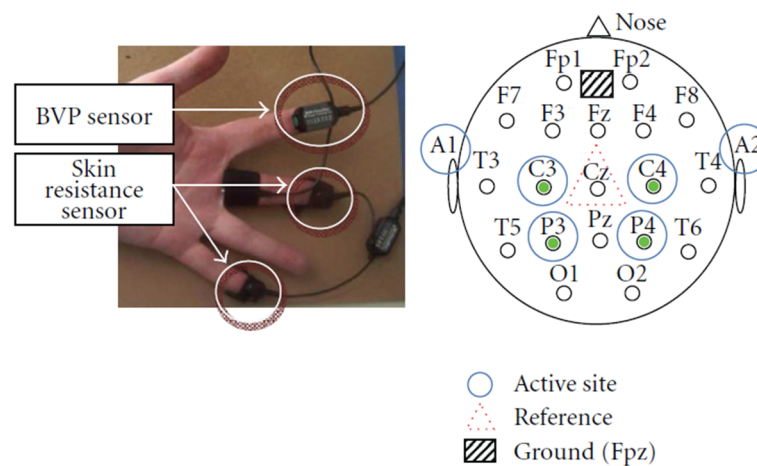 BVP sensor
Skin
resistance
sensor
Nose
Fp1 Fp2
F7 F3 Fz F4 F8
A1 A2
T3 C3 Cz C4 T4
T5 P3 Pz P4 T6
O1 O2
Active site
Reference
Ground (Fpz)